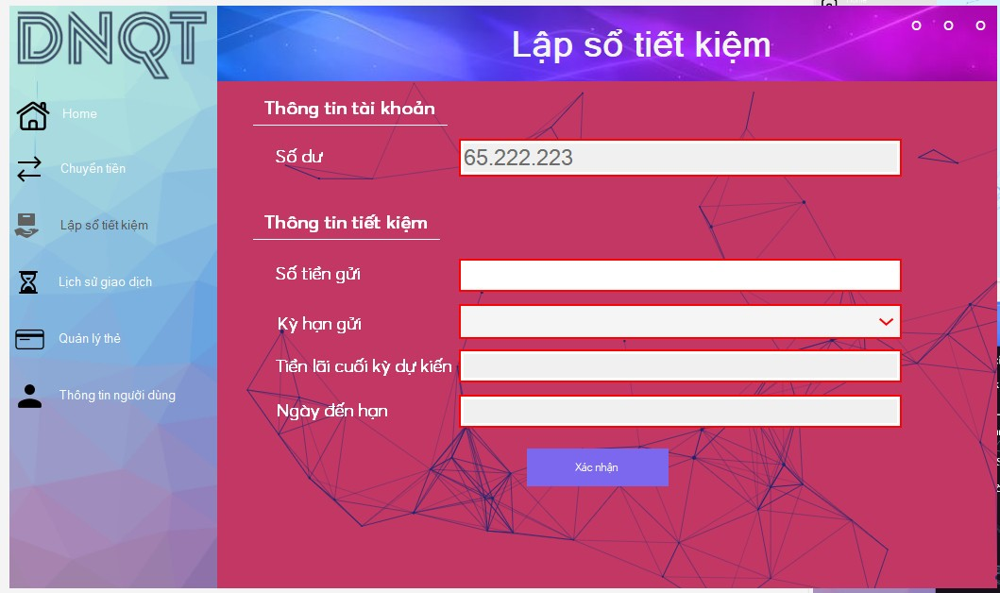 DNQT
Lập sổ tiết kiệm
Home
Chuyển tiền
Lập sổ tiết kiệm
Lịch sử giao dịch
Quản lý thẻ
Thông tin người dùng
Thông tin tài khoản
Số dư
65.222.223
Thông tin tiết kiệm
Số tiền gửi
Kỳ hạn gửi
Tiền lãi cuối kỳ dự kiến
Ngày đến hạn
Xác nhận